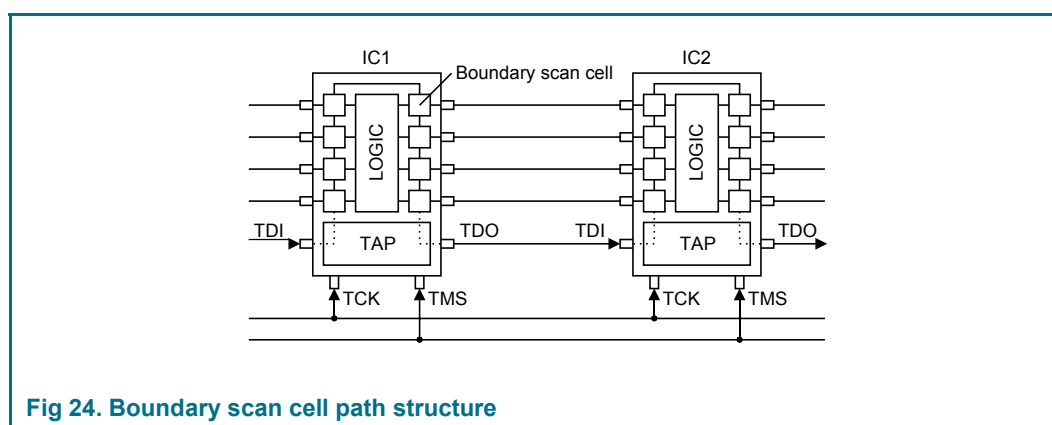 IC1
IC2
Boundary scan cell
LOGIC
LOGIC
TDI
TAP
TDO
TDI
TAP
TDO
TCK
TMS
TCK
TMS
Fig 24. Boundary scan cell path structure